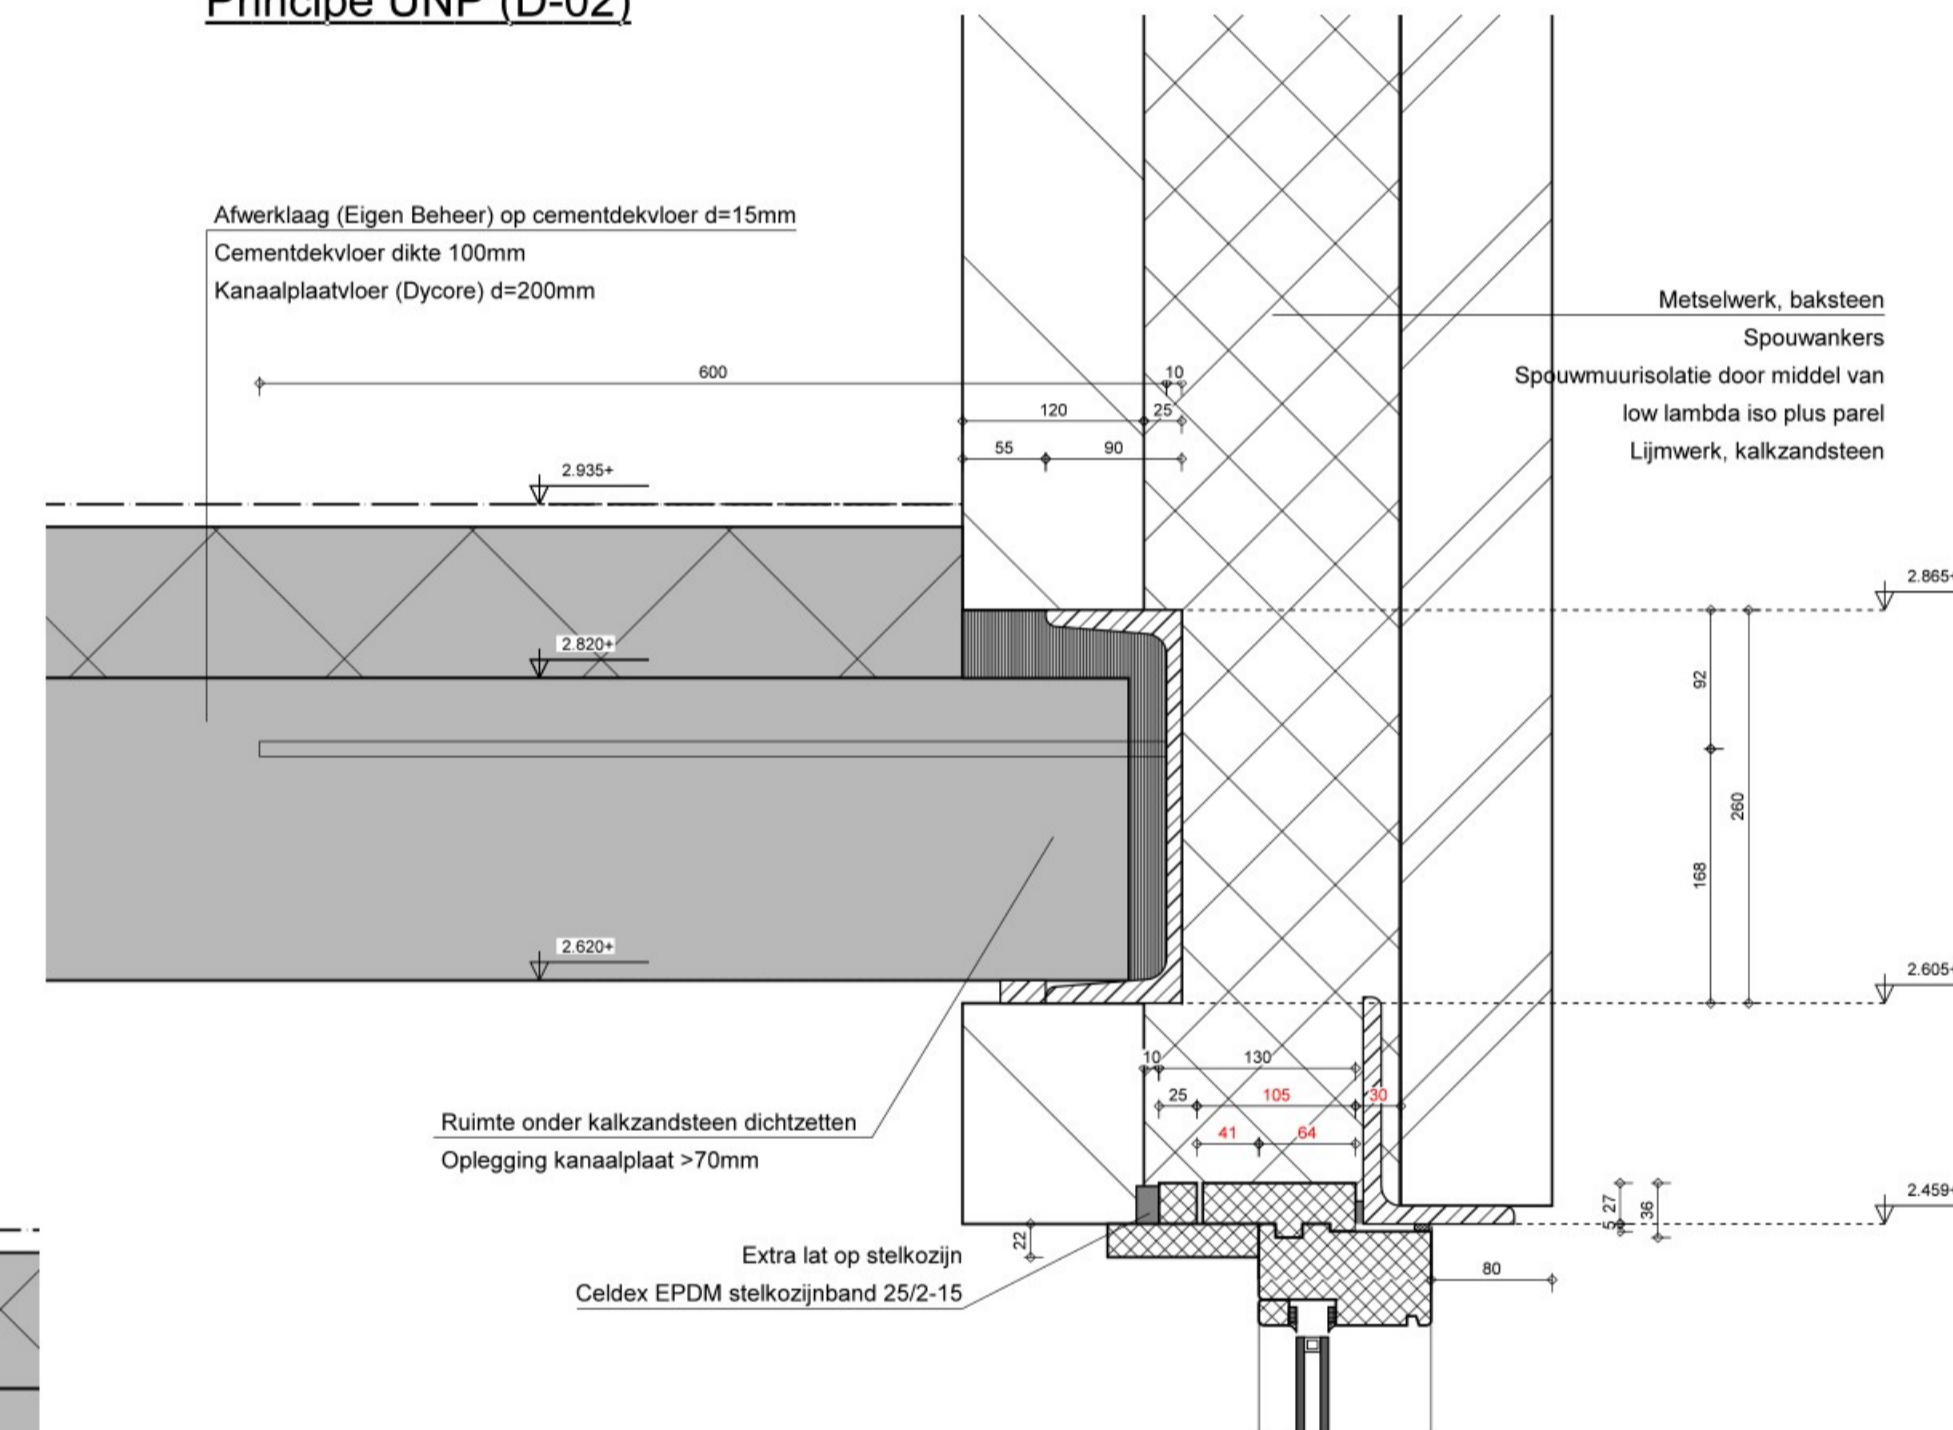 Principe UNP (D-02)
Afwerklaag (Eigen Beheer) op cementdekvloer d=15mm
Cementdekvloer dikte 100mm
Kanaalplaatvloer (Dycore) d=200mm
Metselwerk, baksteen
Spouwankers
Spouwmuurisolatie door middel van
low lambda iso plus parel
Lijmwerk, kalkzandsteen
600
10
120
25
55
90
2.935+
2.865+
2.820+
92
260
168
2.620+
2.605+
10
130
25
105
30
41
64
Ruimte onder kalkzandsteen dichtzetten
Oplegging kanaalplaat >70mm
2.459+
27
5
36
22
Extra lat op stelkozijn
Celdex EPDM stelkozijnband 25/2-15
80